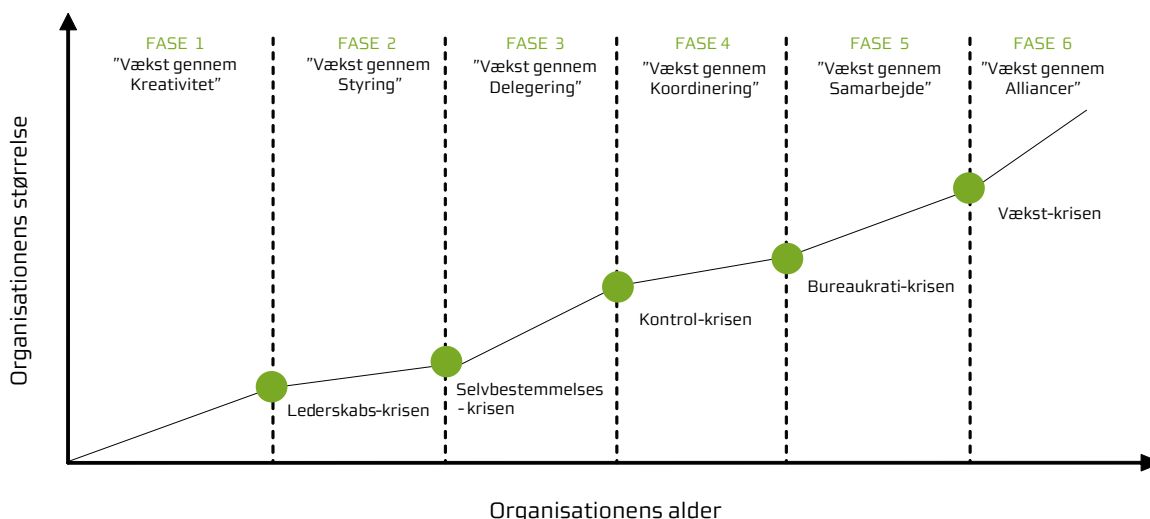 FASE 1
"Vækst gennem
Kreativitet"
FASE 2
"Vækst gennem
Styring"
FASE 3
"Vækst gennem
Delegering"
FASE 4
"Vækst gennem
Koordinering"
FASE 5
"Vækst gennem
Samarbejde"
FASE 6
"Vækst gennem
Alliancer"
Organisationens størrelse
Lederskabs-krisen
Selvbestemmelses
-krisen
Kontrol-krisen
Bureaukrati-krisen
Vækst-krisen
Organisationens alder